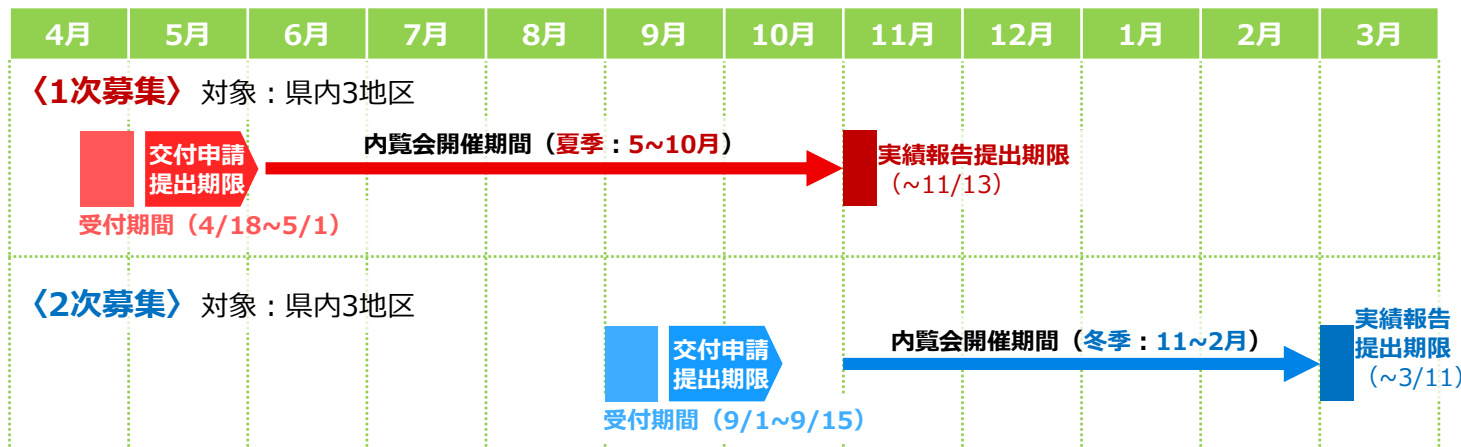 4月 5月 6月 7月 8月 9月 10月 11月 12月 1月 2月 3月
〈1次募集〉 対象：県内3地区
内覧会開催期間（夏季：5~10月）
交付申請
提出期限
実績報告提出期限
（~11/13）
受付期間（4/18~5/1）
〈2次募集〉 対象：県内3地区
内覧会開催期間（冬季：11~2月）
交付申請
提出期限
実績報告
提出期限
（~3/11）
受付期間（9/1~9/15）